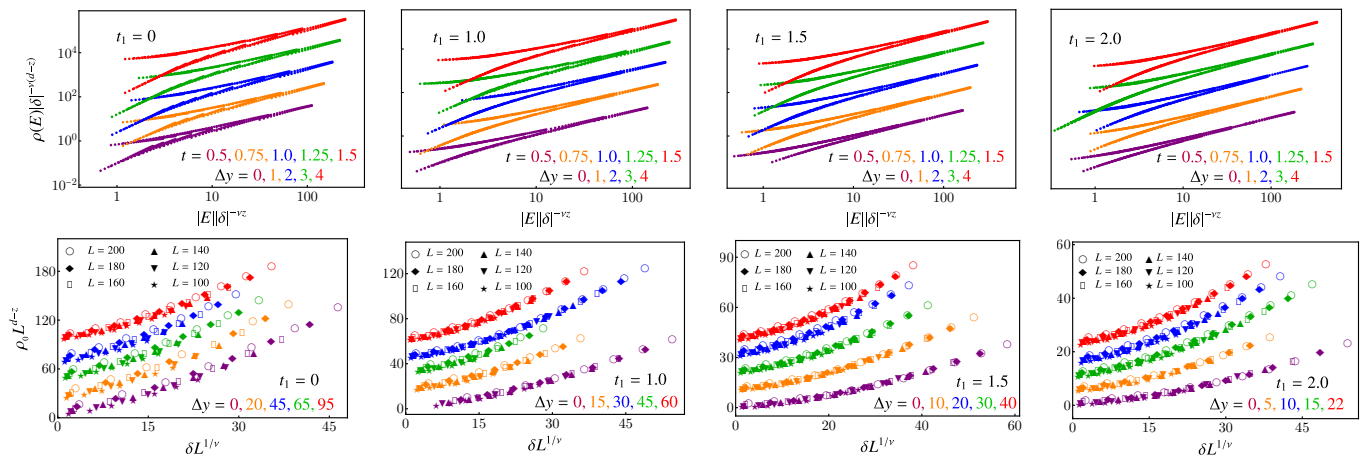 ρ(E)|δ|^{-ν(d-z)}
10^4
10^2
10^0
10^{-2}
t₁ = 0
t = 0.5, 0.75, 1.0, 1.25, 1.5
Δy = 0, 1, 2, 3, 4
1 10 100
|E||δ|^{-νz}
t₁ = 1.0
t = 0.5, 0.75, 1.0, 1.25, 1.5
Δy = 0, 1, 2, 3, 4
1 10 100
|E||δ|^{-νz}
t₁ = 1.5
t = 0.5, 0.75, 1.0, 1.25, 1.5
Δy = 0, 1, 2, 3, 4
1 10 100
|E||δ|^{-νz}
t₁ = 2.0
t = 0.5, 0.75, 1.0, 1.25, 1.5
Δy = 0, 1, 2, 3, 4
1 10 100
|E||δ|^{-νz}
ρ₀L^{d-z}
180
120
60
0
L = 200 L = 140
L = 180 L = 120
L = 160 L = 100
t₁ = 0
Δy = 0, 20, 45, 65, 95
0 15 30 45
δL^{1/ν}
120
80
40
0
L = 200 L = 140
L = 180 L = 120
L = 160 L = 100
t₁ = 1.0
Δy = 0, 15, 30, 45, 60
0 15 30 45
δL^{1/ν}
90
60
30
0
L = 200 L = 140
L = 180 L = 120
L = 160 L = 100
t₁ = 1.5
Δy = 0, 10, 20, 30, 40
0 20 40 60
δL^{1/ν}
60
40
20
0
L = 200 L = 140
L = 180 L = 120
L = 160 L = 100
t₁ = 2.0
Δy = 0, 5, 10, 15, 22
0 15 30 45
δL^{1/ν}